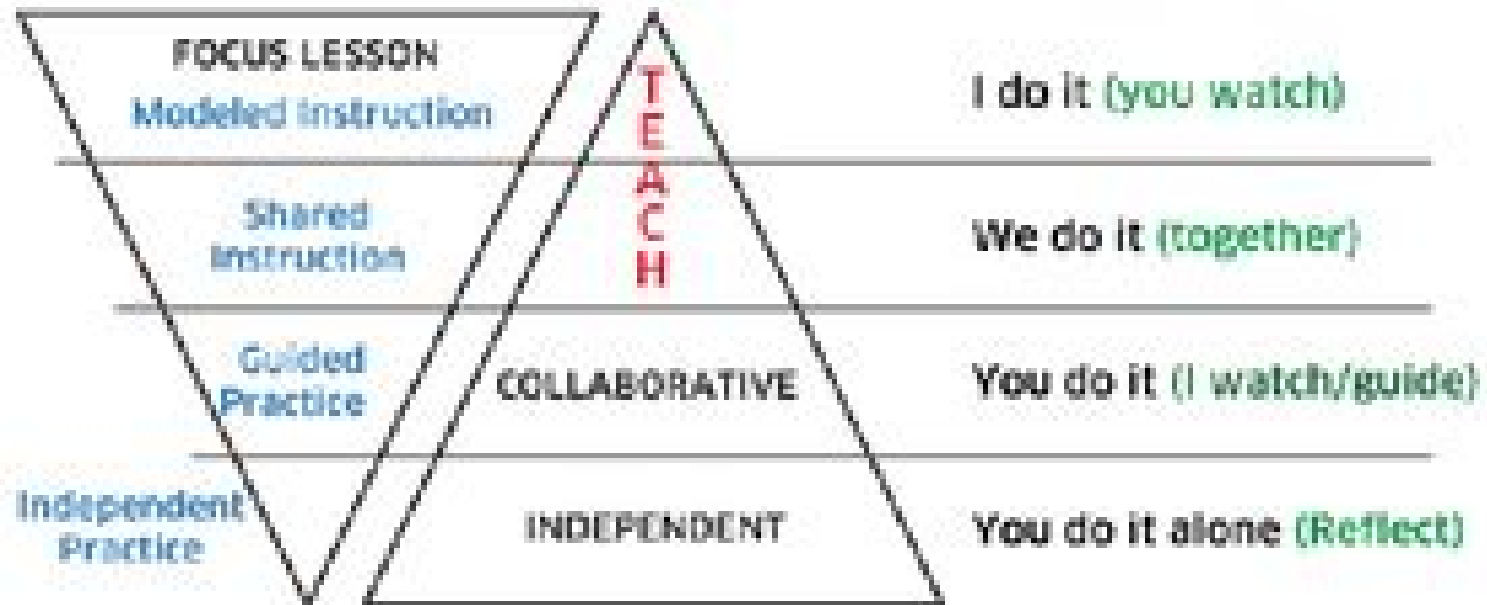 FOCUS LESSON
Modeled Instruction
TEACH
I do it (you watch)
Shared
Instruction
We do it (together)
Guided
Practice
COLLABORATIVE
You do it (I watch/guide)
Independent
Practice
INDEPENDENT
You do it alone (Reflect)